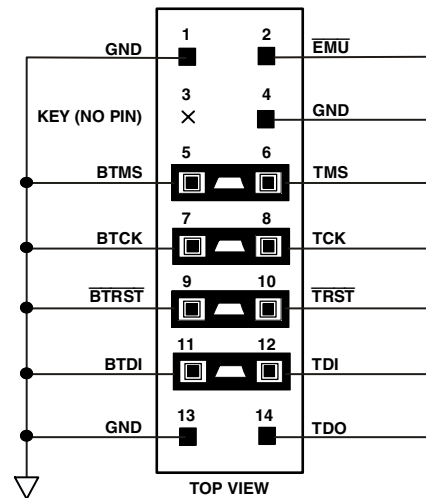 1 2
GND EMU
3 4
KEY (NO PIN) GND
5 6
BTMS TMS
7 8
BTCK TCK
9 10
BTRST TRST
11 12
BTDI TDI
13 14
GND TDO
TOP VIEW